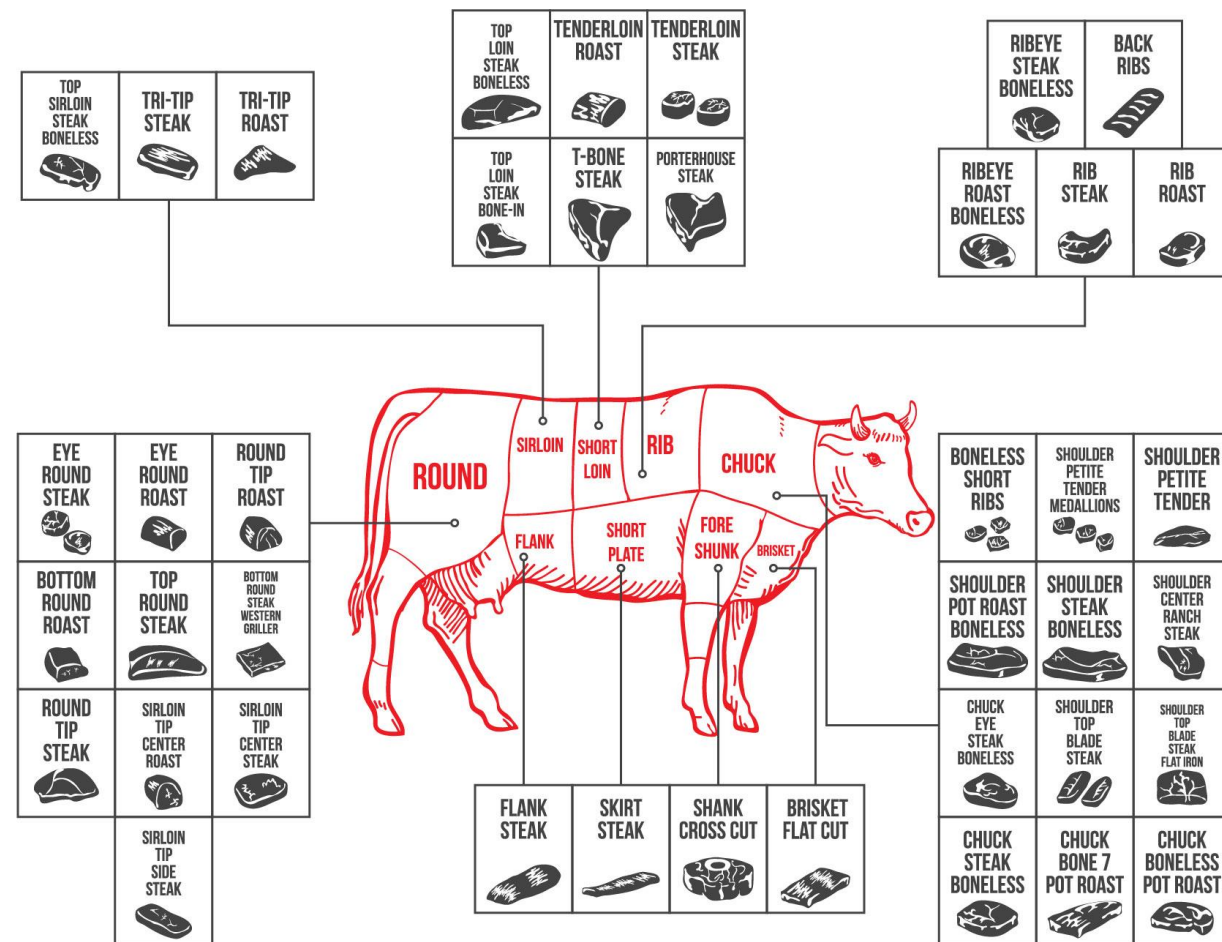 TOP
SIRLOIN
STEAK
BONELESS
TRI-TIP
STEAK
TRI-TIP
ROAST
TOP
LOIN
STEAK
BONELESS
TENDERLOIN
ROAST
TENDERLOIN
STEAK
TOP
LOIN
STEAK
BONE-IN
T-BONE
STEAK
PORTERHOUSE
STEAK
RIBEYE
STEAK
BONELESS
BACK
RIBS
RIBEYE
ROAST
BONELESS
RIB
STEAK
RIB
ROAST
ROUND
SIRLOIN
SHORT
LOIN
RIB
CHUCK
FLANK
SHORT
PLATE
FORE
SHUNK
BRISKET
EYE
ROUND
STEAK
EYE
ROUND
ROAST
ROUND
TIP
ROAST
BOTTOM
ROUND
ROAST
TOP
ROUND
STEAK
BOTTOM
ROUND
STEAK
WESTERN
GRILLER
ROUND
TIP
STEAK
SIRLOIN
TIP
CENTER
ROAST
SIRLOIN
TIP
CENTER
STEAK
SIRLOIN
TIP
SIDE
STEAK
FLANK
STEAK
SKIRT
STEAK
SHANK
CROSS CUT
BRISKET
FLAT CUT
BONELESS
SHORT
RIBS
SHOULDER
PETITE
TENDER
MEDALLIONS
SHOULDER
PETITE
TENDER
SHOULDER
POT ROAST
BONELESS
SHOULDER
STEAK
BONELESS
SHOULDER
CENTER
RANCH
STEAK
CHUCK
EYE
STEAK
BONELESS
SHOULDER
TOP
BLADE
STEAK
SHOULDER
TOP
BLADE
STEAK
FLAT IRON
CHUCK
STEAK
BONELESS
CHUCK
BONE 7
POT ROAST
CHUCK
BONELESS
POT ROAST